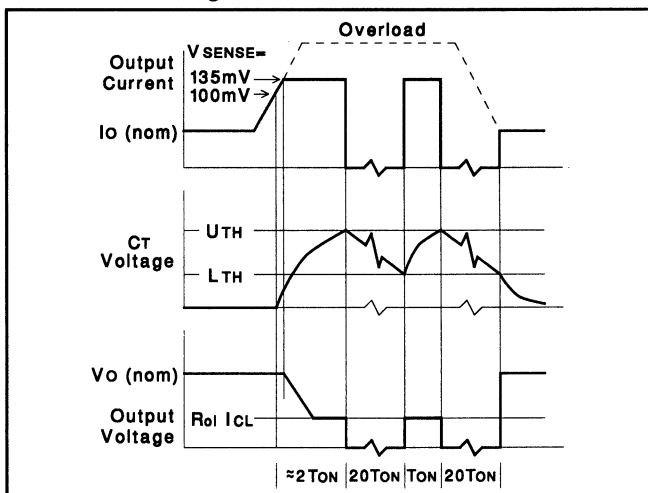 Overload
V SENSE=
Output
Current
135mV
100mV
Io (nom)
UTH
CT
Voltage
LTH
Vo (nom)
Output
Voltage
Rol ICL
≈2TON 20TON TON 20TON